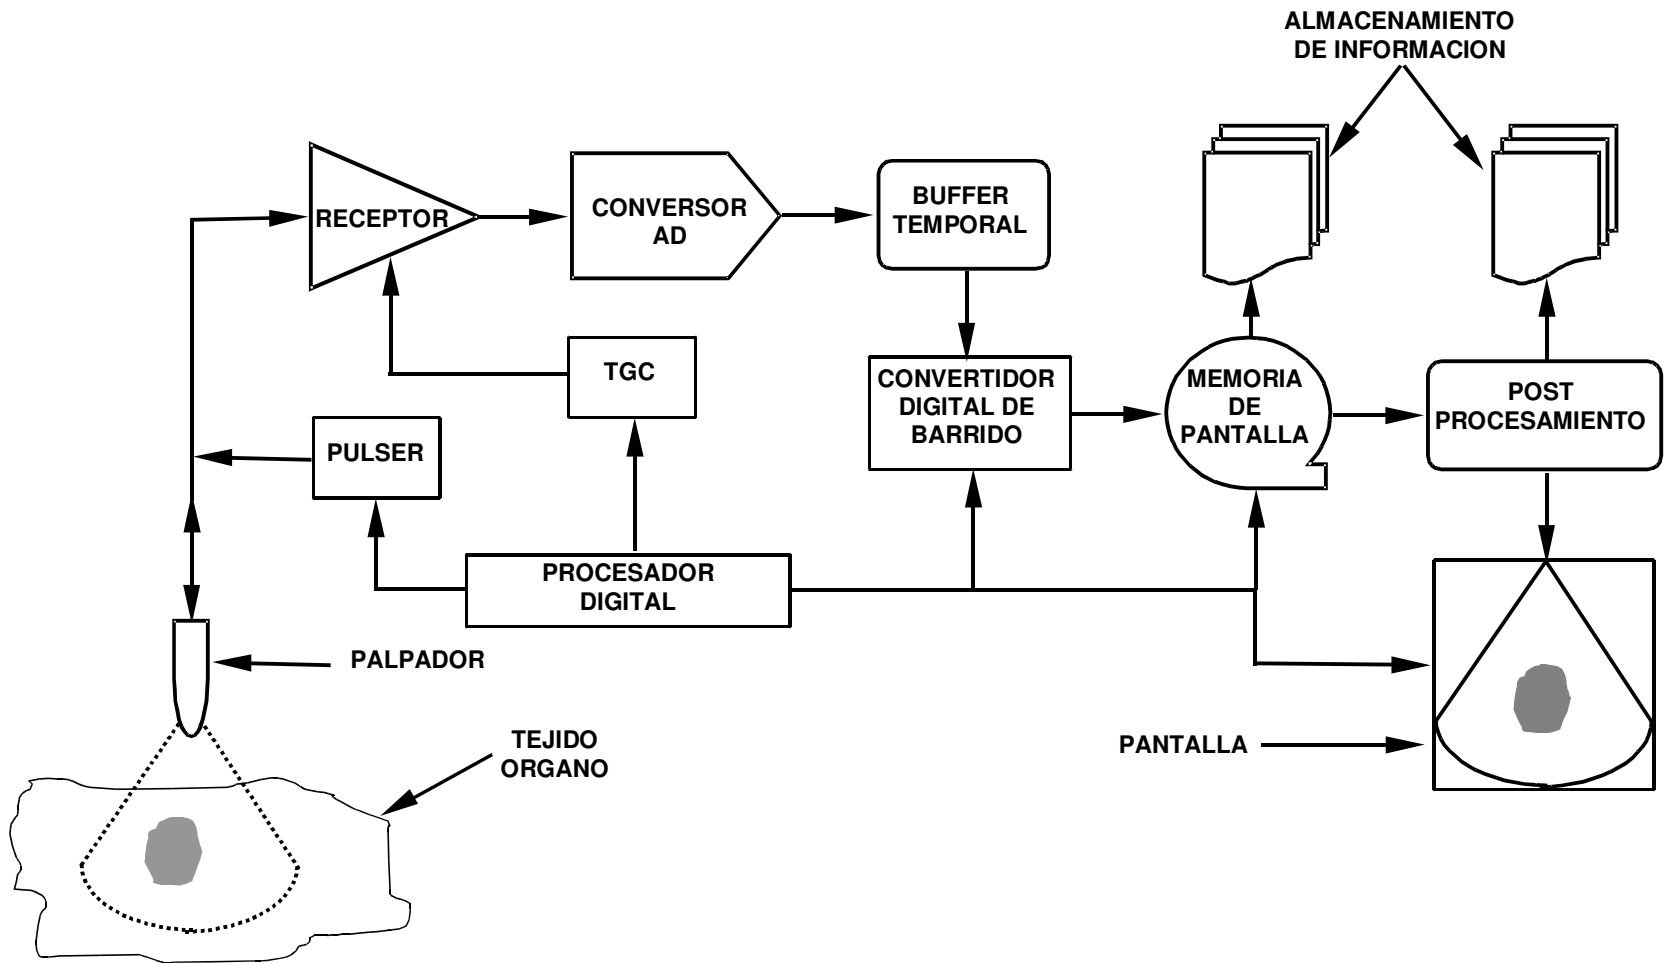 ALMACENAMIENTO
DE INFORMACION
RECEPTOR
CONVERSOR
AD
BUFFER
TEMPORAL
TGC
CONVERTIDOR
DIGITAL DE
BARRIDO
MEMORIA
DE
PANTALLA
POST
PROCESAMIENTO
PULSER
PROCESADOR
DIGITAL
PALPADOR
TEJIDO
ORGANO
PANTALLA